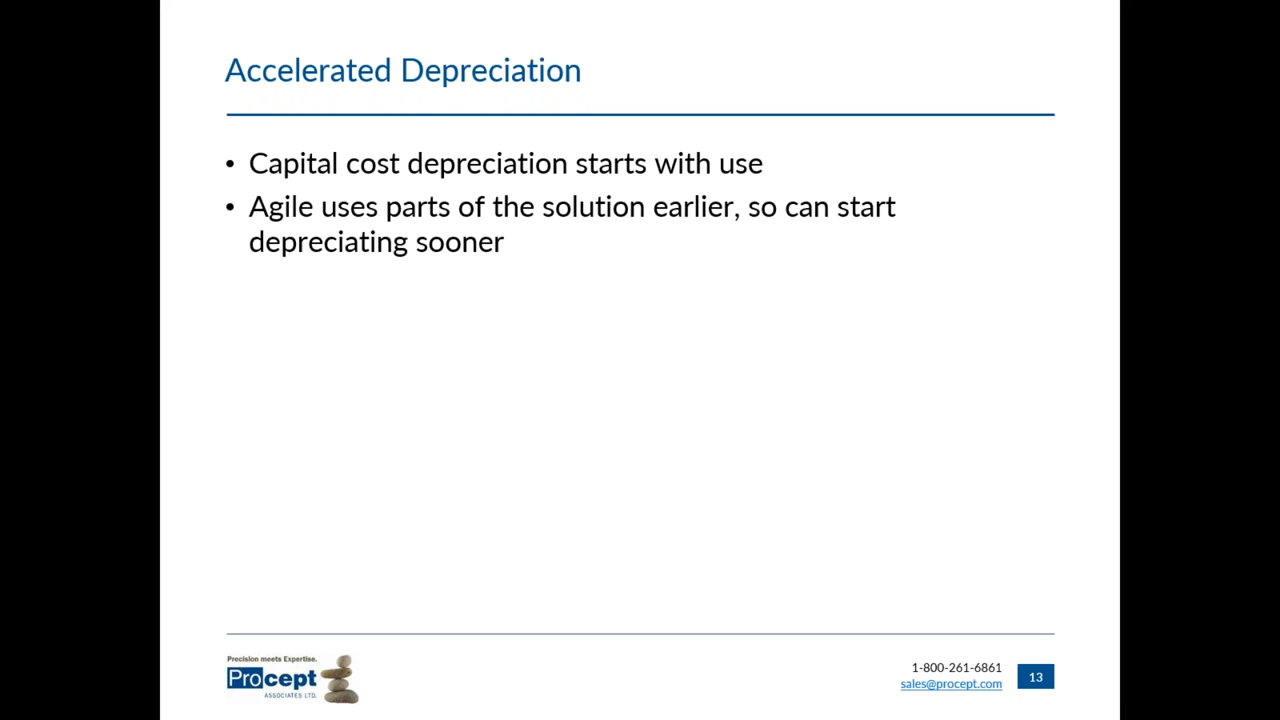 Accelerated Depreciation
• Capital cost depreciation starts with use
• Agile uses parts of the solution earlier, so can start
depreciating sooner
Precision meets Expertise.
Procept
ASSOCIATES LTD.
1-800-261-6861
sales@procept.com
13